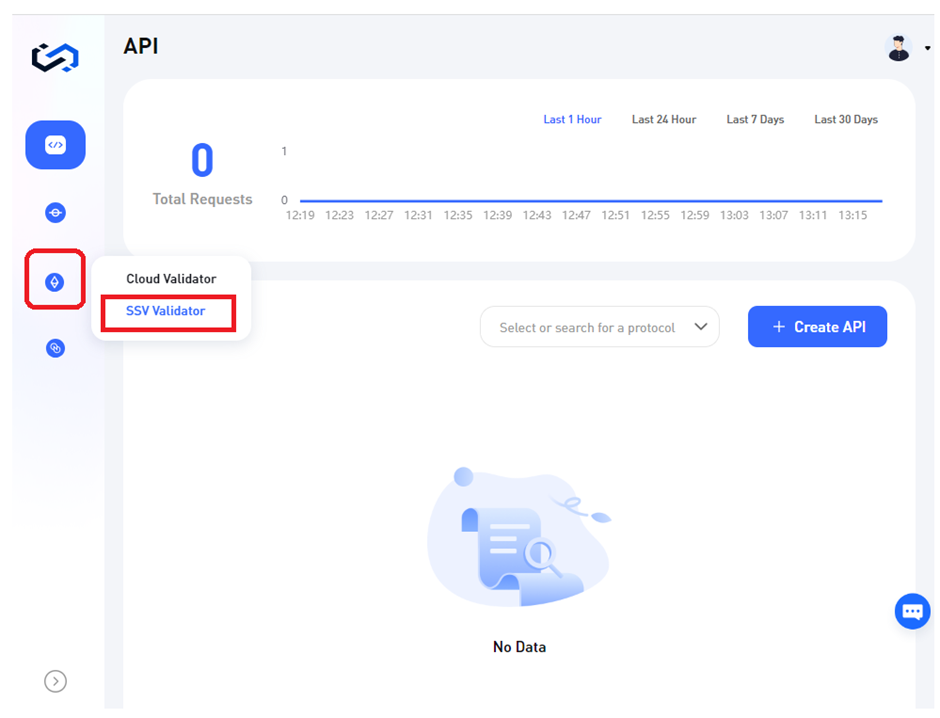 API
Last 1 Hour Last 24 Hour Last 7 Days Last 30 Days
0
Total Requests
1
0
12:19 12:23 12:27 12:31 12:35 12:39 12:43 12:47 12:51 12:55 12:59 13:03 13:07 13:11 13:15
Cloud Validator
SSV Validator
Select or search for a protocol
+ Create API
No Data